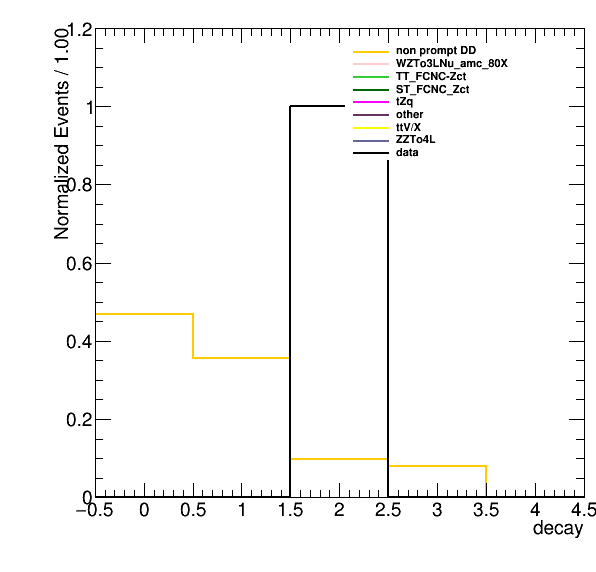 Normalized Events / 1.00
1.2
1
0.8
0.6
0.4
0.2
0
non prompt DD
WZTo3LNu_amc_80X
TT_FCNC-Zct
ST_FCNC_Zct
tZq
other
ttV/X
ZZTo4L
data
−0.5 0 0.5 1 1.5 2 2.5 3 3.5 4 4.5
decay